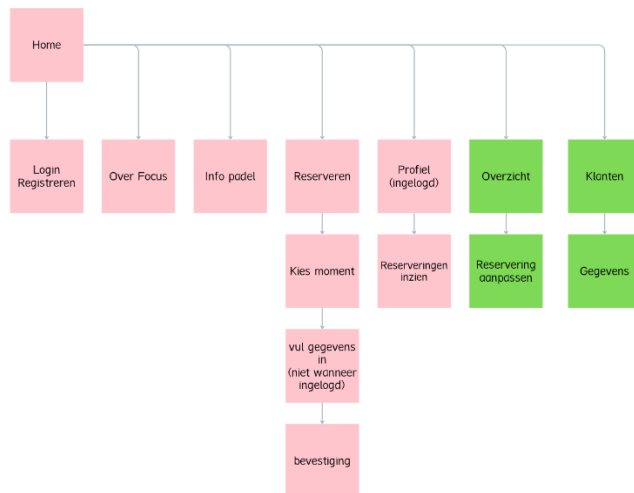 Home
Login
Registreren
Over Focus
Info padel
Reserveren
Profiel
(ingelogd)
Overzicht
Klanten
Kies moment
Reserveringen
inzien
Reservering
aanpassen
Gegevens
vul gegevens
in
(niet wanneer
ingelogd)
bevestiging